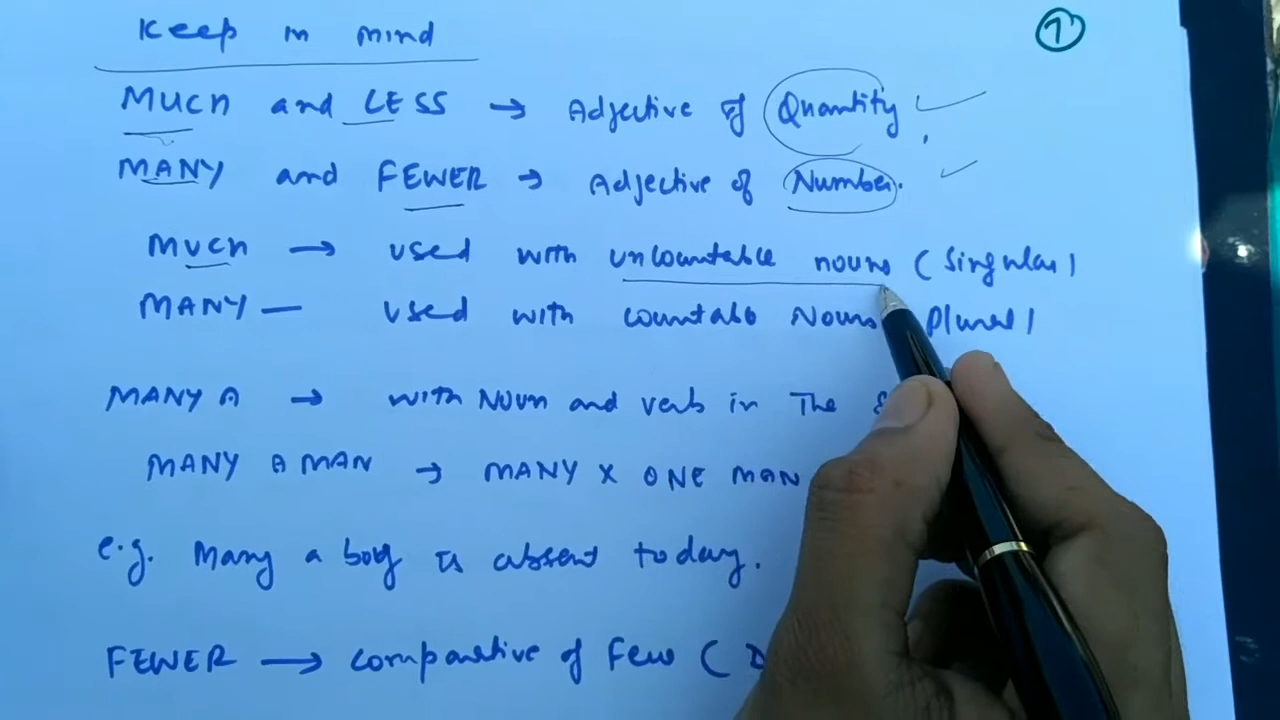 Keep in mind
1
MUCH and LESS → Adjective of Quantity
MANY and FEWER → Adjective of Number.
MUCH → used with uncountable nouns (Singular)
MANY — used with countable Nouns Plural)
MANY A → with NOUN and verb in The
MANY A MAN → MANY X ONE MAN
e.g. Many a boy is absent today.
FEWER → comparative of Few (